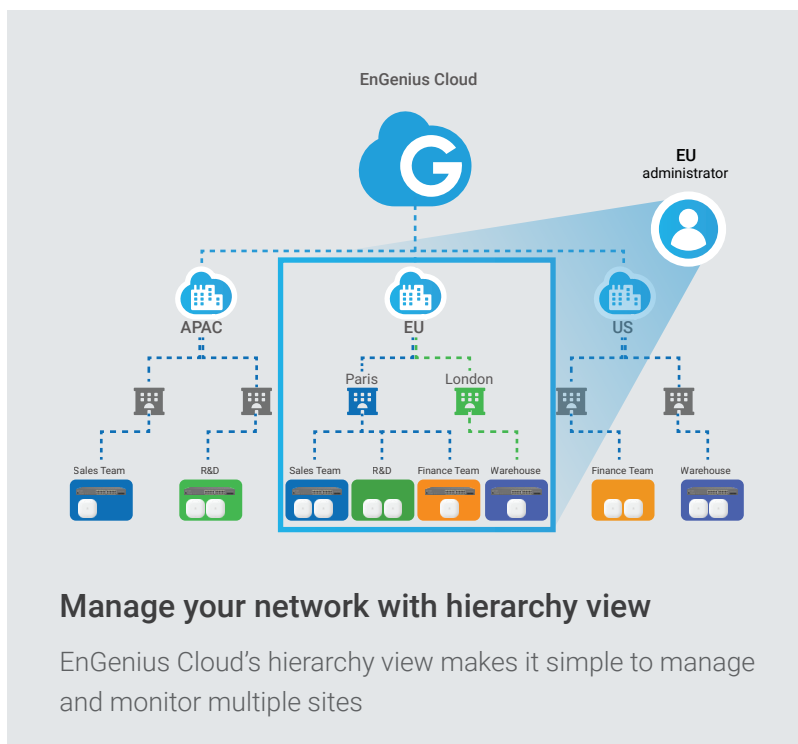 EnGenius Cloud
EU
administrator
APAC
EU
US
Paris
London
Sales Team
R&D
Sales Team
R&D
Finance Team
Warehouse
Finance Team
Warehouse
Manage your network with hierarchy view
EnGenius Cloud’s hierarchy view makes it simple to manage
and monitor multiple sites